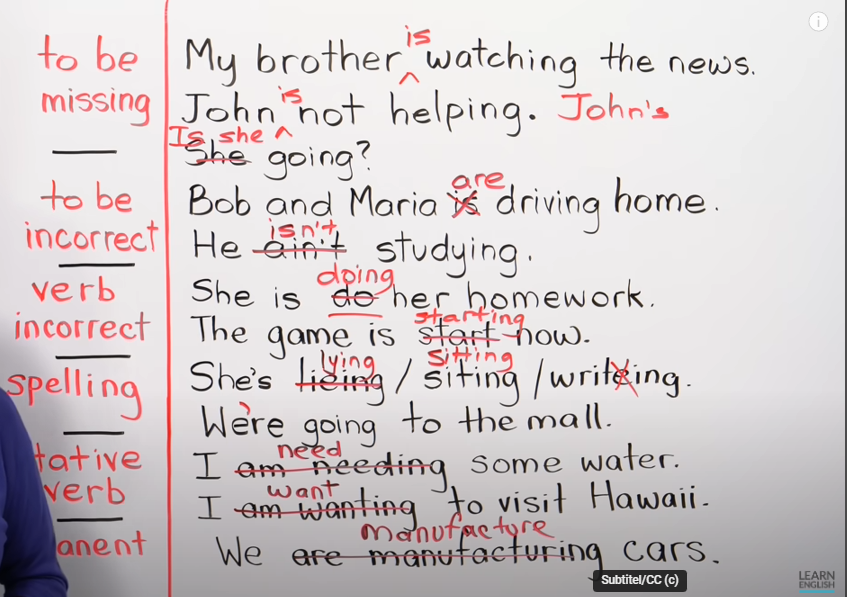 to be
missing
to be
incorrect
verb
incorrect
spelling
tative
verb
anent
is
My brother ^ watching the news.
is
John ^ not helping. John's
Is she
She going?
are
Bob and Maria is driving home.
isn't
He ain't studying.
doing
She is do her homework.
starting
The game is start now.
lying sitting
She's lieing / siting / writeing.
We're going to the mall.
need
I am needing some water.
want
I am wanting to visit Hawaii.
manufacture
We are manufacturing cars.
Subtitel/CC (c)
LEARN
ENGLISH
i